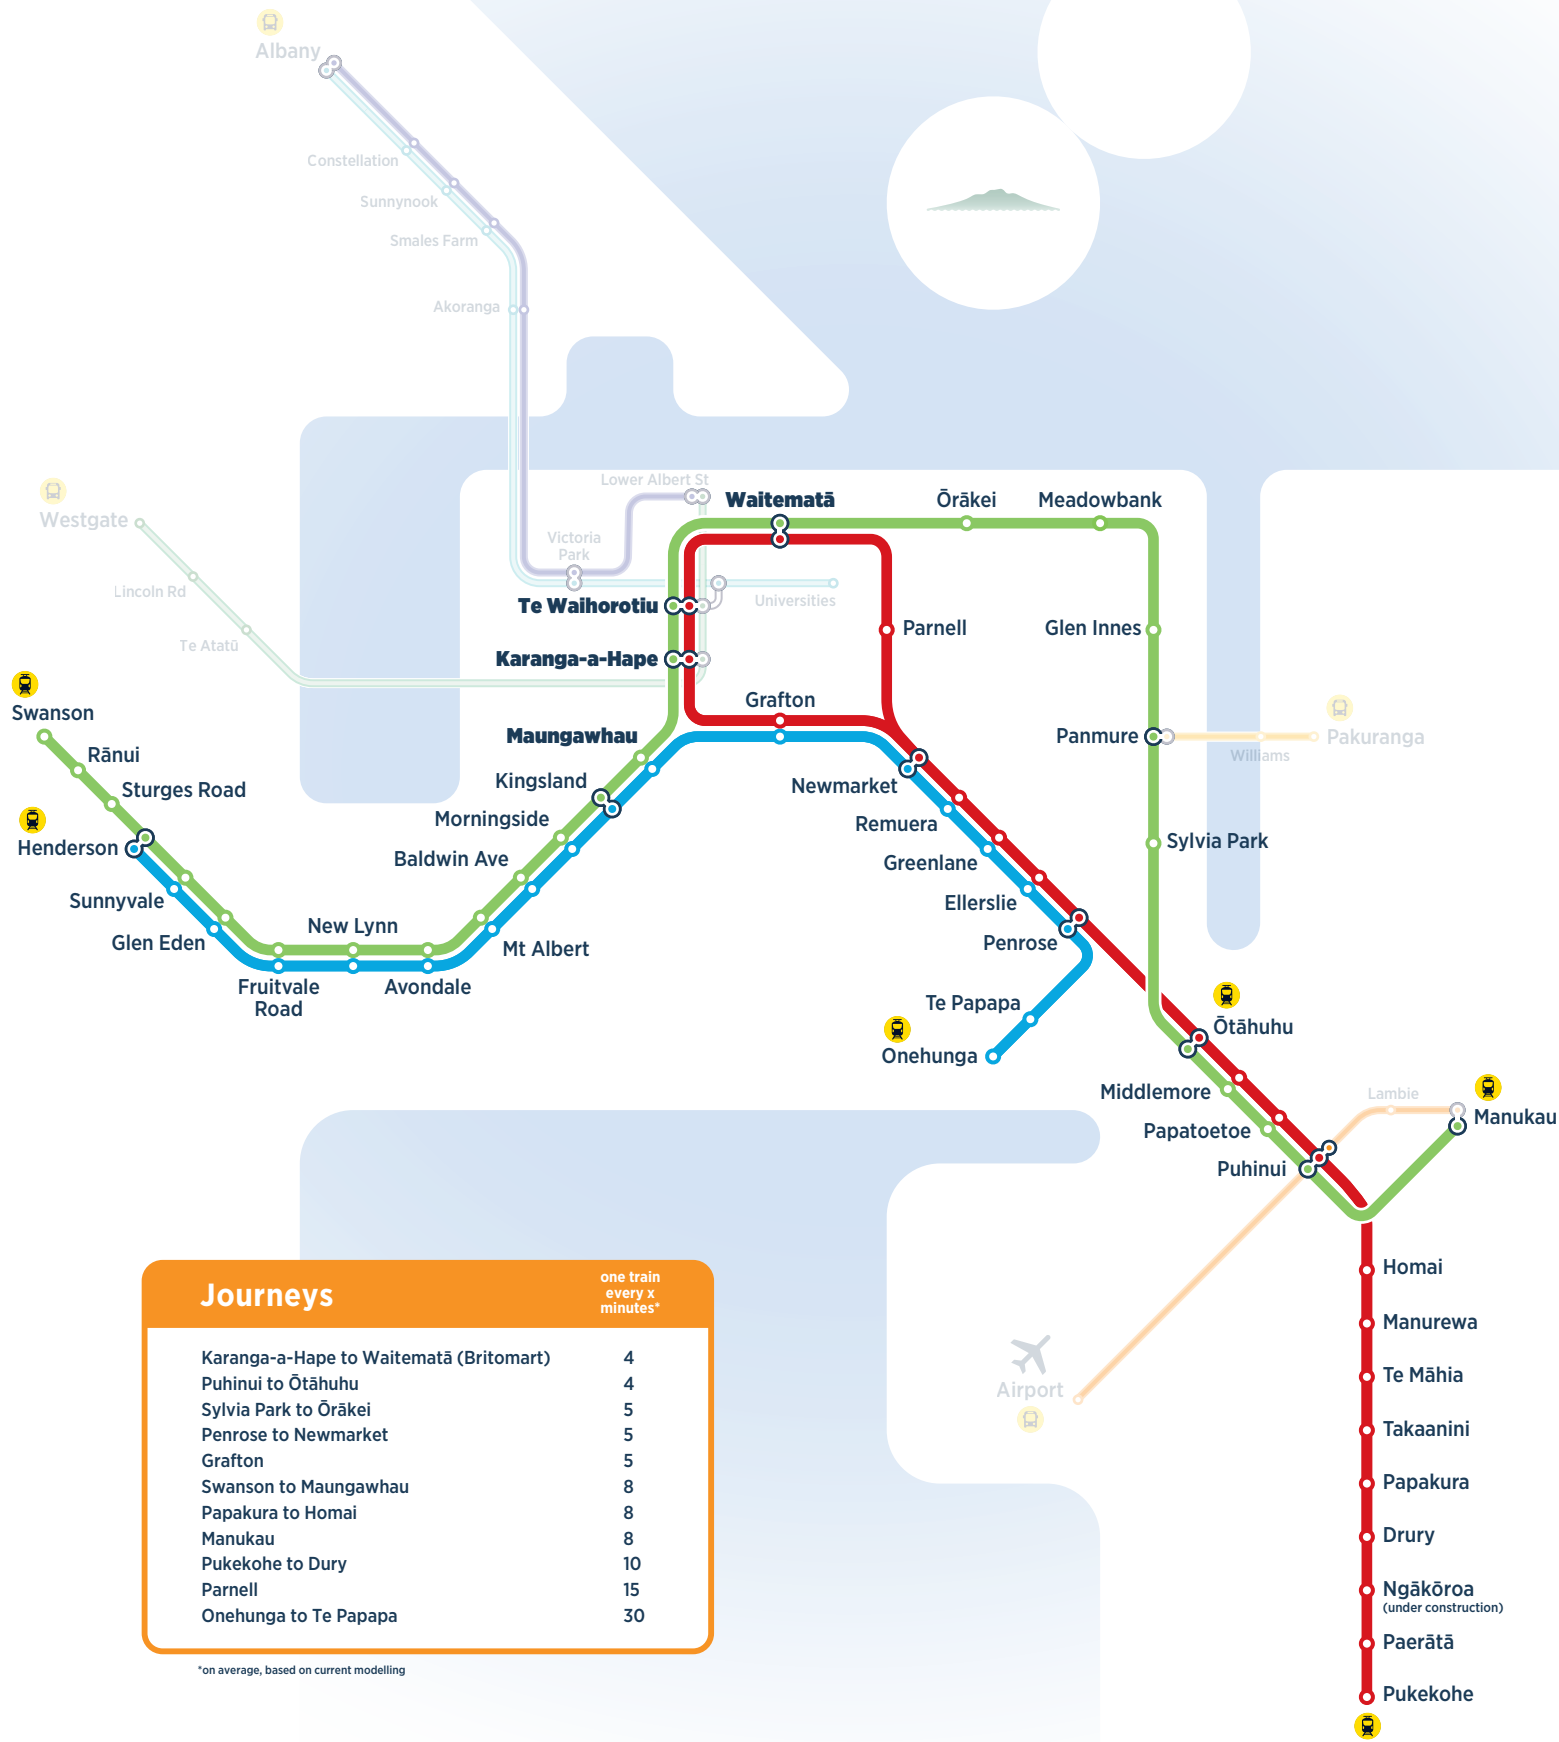 Albany
Constellation
Sunnynook
Smales Farm
Akoranga
Lower Albert St
Westgate
Victoria
Park
Lincoln Rd
Te Atatū
Universities
Waitematā
Ōrākei
Meadowbank
Te Waihorotiu
Karanga-a-Hape
Parnell
Glen Innes
Grafton
Maungawhau
Panmure
Williams
Pakuranga
Swanson
Rānui
Sturges Road
Henderson
Sunnyvale
Glen Eden
Fruitvale
Road
New Lynn
Avondale
Mt Albert
Baldwin Ave
Morningside
Kingsland
Newmarket
Remuera
Greenlane
Ellerslie
Penrose
Te Papapa
Onehunga
Sylvia Park
Ōtāhuhu
Middlemore
Papatoetoe
Puhinui
Lambie
Manukau
Airport
Homai
Manurewa
Te Māhia
Takaanini
Papakura
Drury
Ngākōroa
(under construction)
Paerātā
Pukekohe
Journeys
one train
every x
minutes*
Karanga-a-Hape to Waitematā (Britomart) 4
Puhinui to Ōtāhuhu 4
Sylvia Park to Ōrākei 5
Penrose to Newmarket 5
Grafton 5
Swanson to Maungawhau 8
Papakura to Homai 8
Manukau 8
Pukekohe to Dury 10
Parnell 15
Onehunga to Te Papapa 30
*on average, based on current modelling